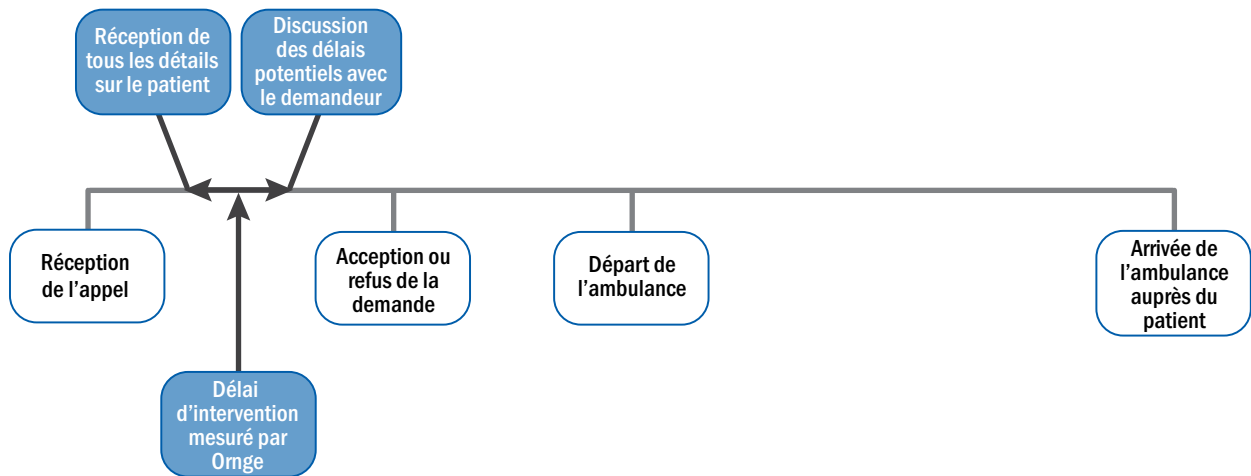 Réception de
tous les détails
sur le patient
Discussion
des délais
potentiels avec
le demandeur
Réception
de l'appel
Acception ou
refus de la
demande
Départ de
l'ambulance
Arrivée de
l'ambulance
auprès du
patient
Délai
d'intervention
mesuré par
Ornge